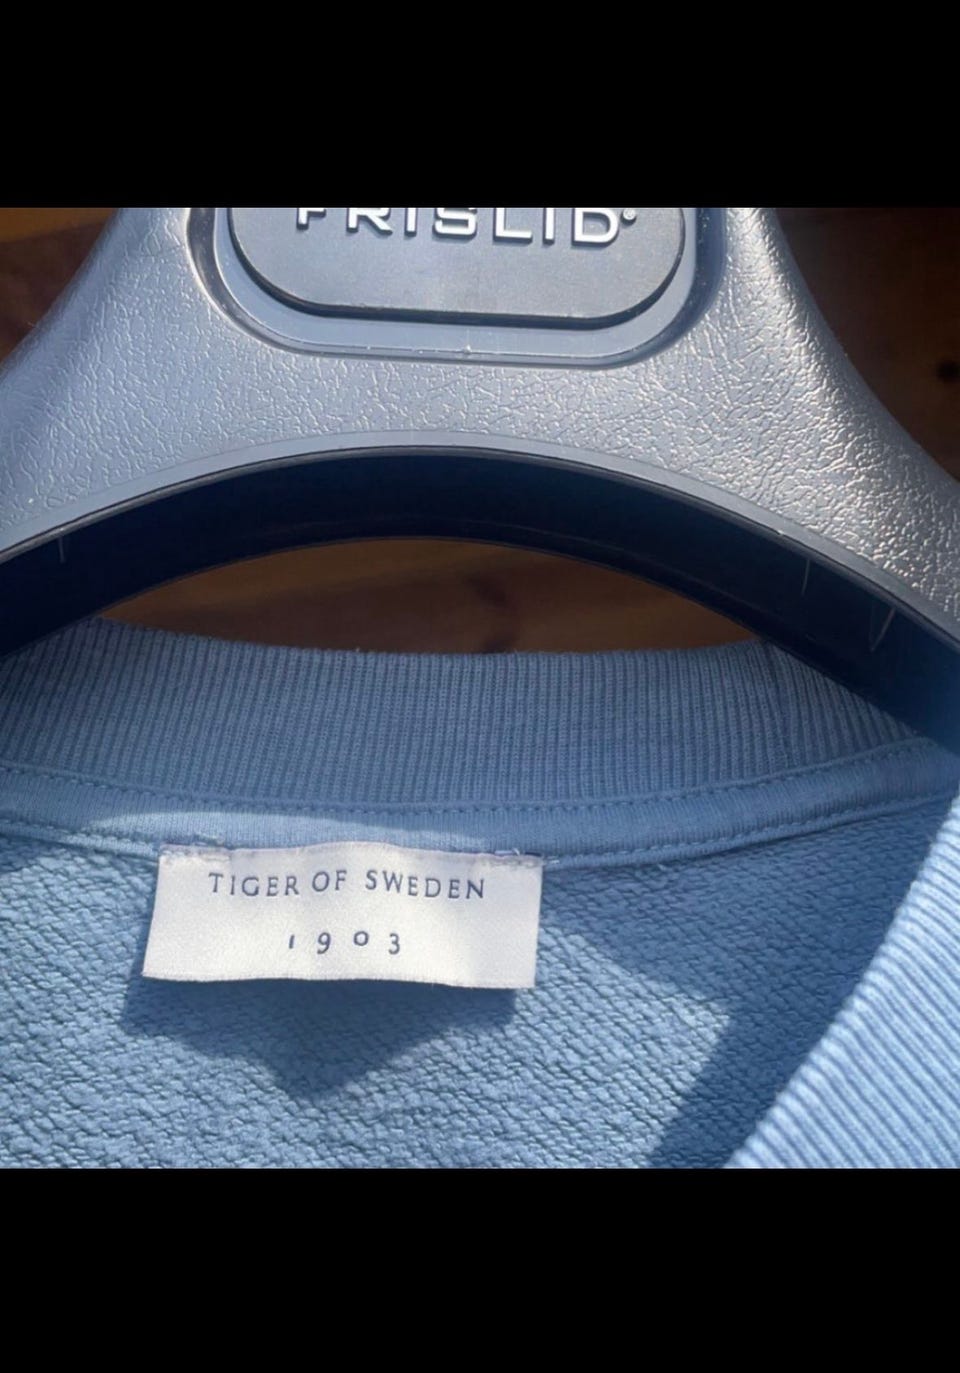 FRISLID®
TIGER OF SWEDEN
1903